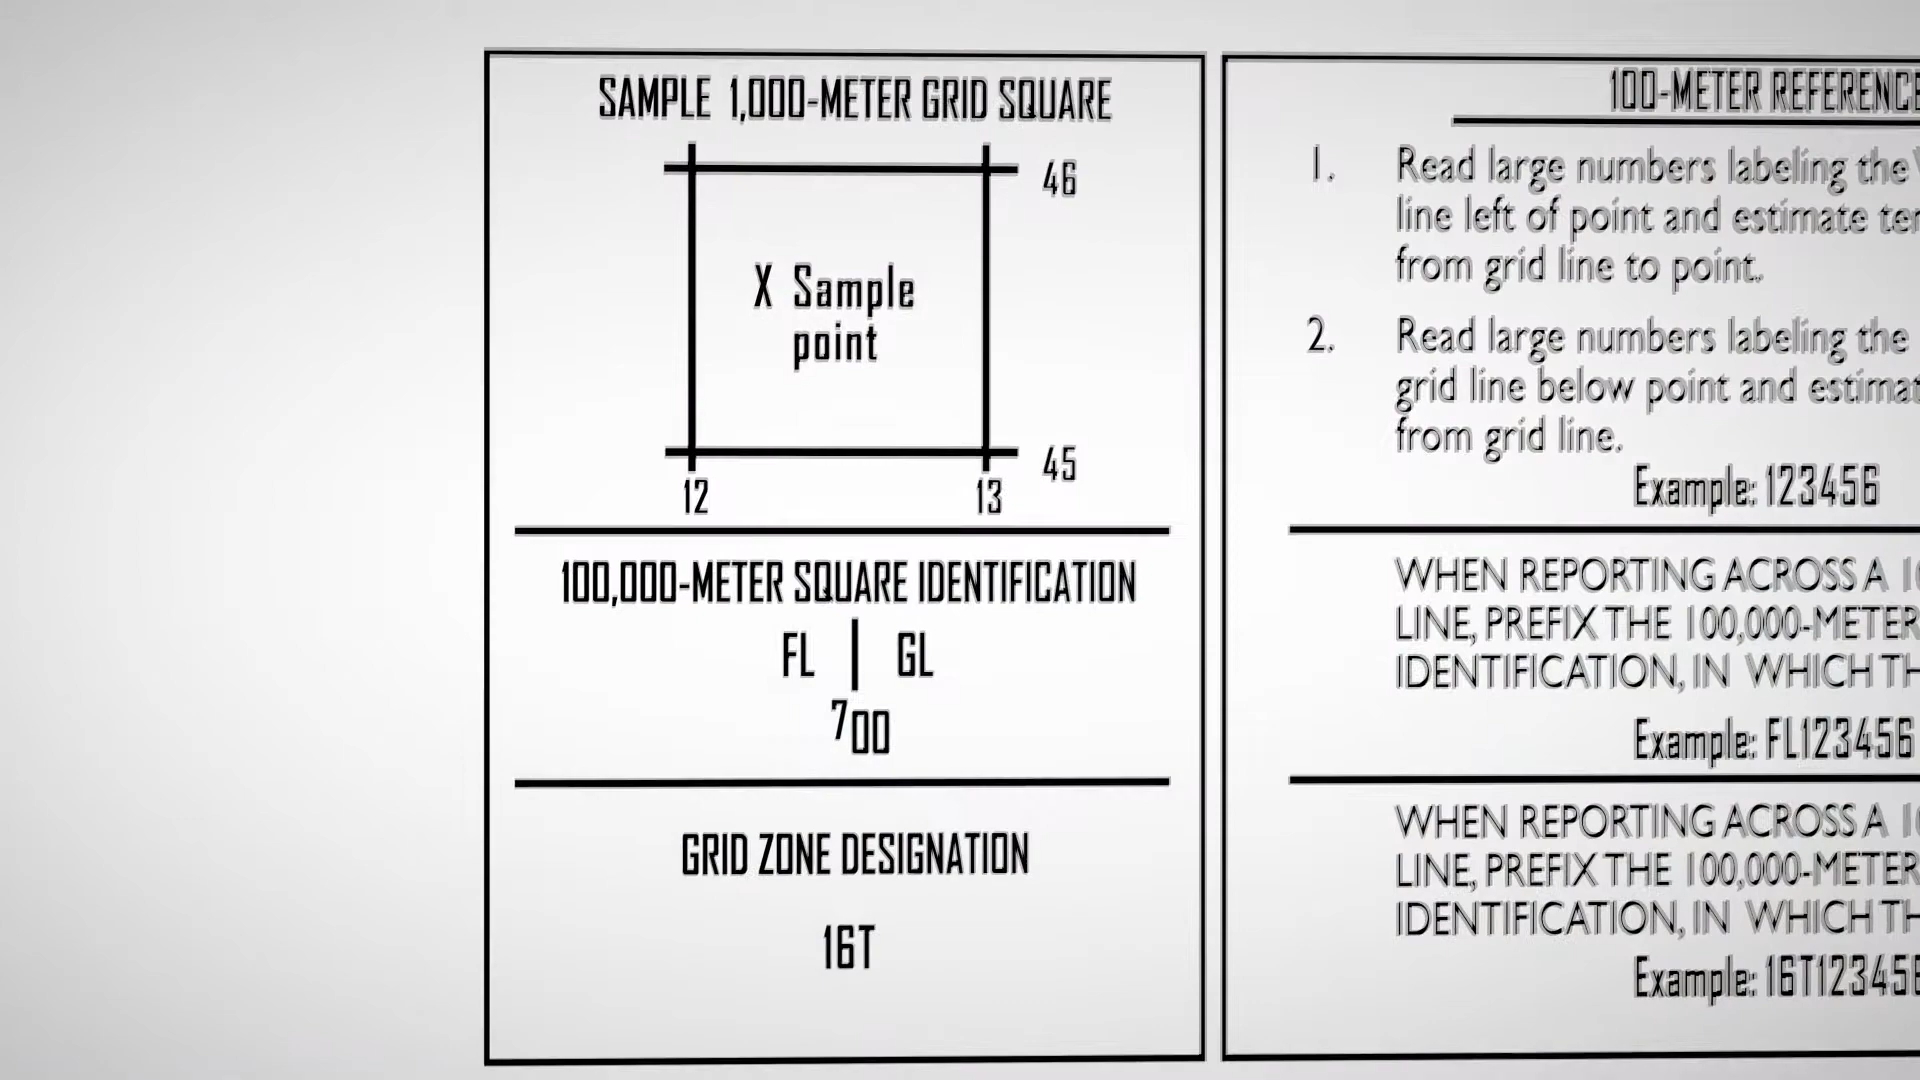 SAMPLE 1,000-METER GRID SQUARE
46
X Sample
point
45
12 13
100,000-METER SQUARE IDENTIFICATION
FL | GL
700
GRID ZONE DESIGNATION
16T
100-METER
1. Read large numbers labeling the
line left of point and estimate
from grid line to point.
2. Read large numbers labeling the
grid line below point and
from grid line.
Example: 123456
WHEN REPORTING ACROSS A
LINE, PREFIX THE 100,000-METER
IDENTIFICATION, IN WHICH
Example: FL123456
WHEN REPORTING ACROSS A
LINE, PREFIX THE 100,000-METER
IDENTIFICATION, IN WHICH
Example: